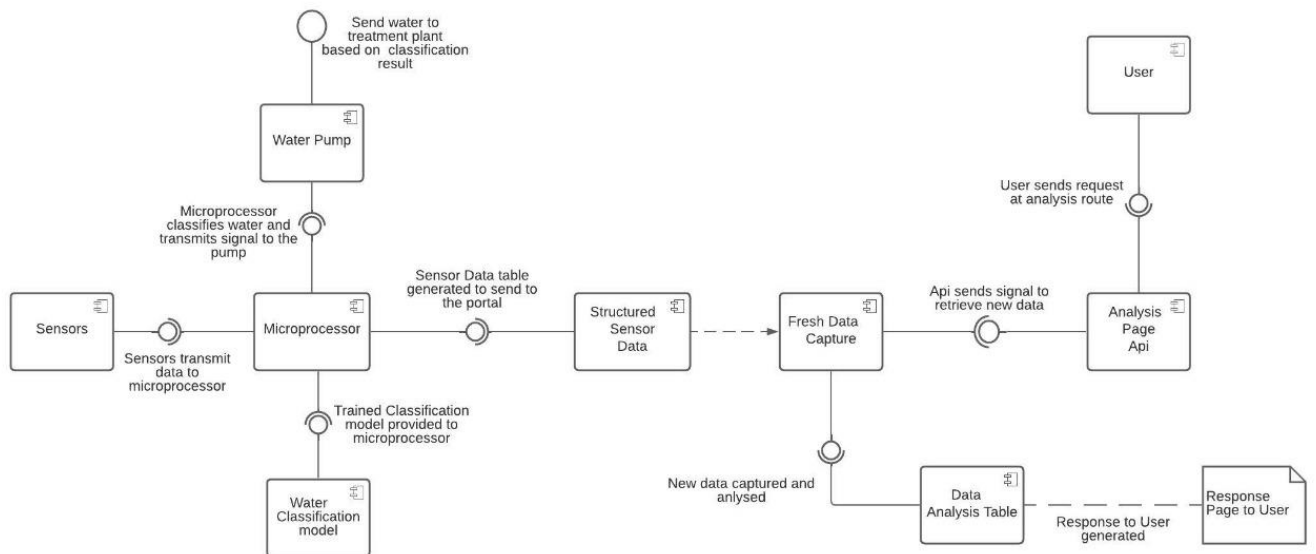 Send water to
treatment plant
based on classification
result
User
Water Pump
User sends request
at analysis route
Microprocessor
classifies water and
transmits signal to the
pump
Sensor Data table
generated to send to
the portal
Api sends signal to
retrieve new data
Sensors
Microprocessor
Structured
Sensor
Data
Fresh Data
Capture
Analysis
Page
Api
Sensors transmit
data to
microprocessor
Trained Classification
model provided to
microprocessor
New data captured and
anlysed
Water
Classification
model
Data
Analysis Table
Response to User
generated
Response
Page to User